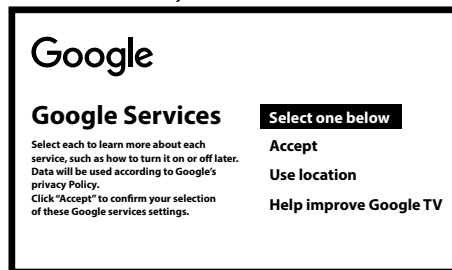 Google
Google Services
Select each to learn more about each
service, such as how to turn it on or off later.
Data will be used according to Google's
privacy Policy.
Click “Accept” to confirm your selection
of these Google services settings.
Select one below
Accept
Use location
Help improve Google TV